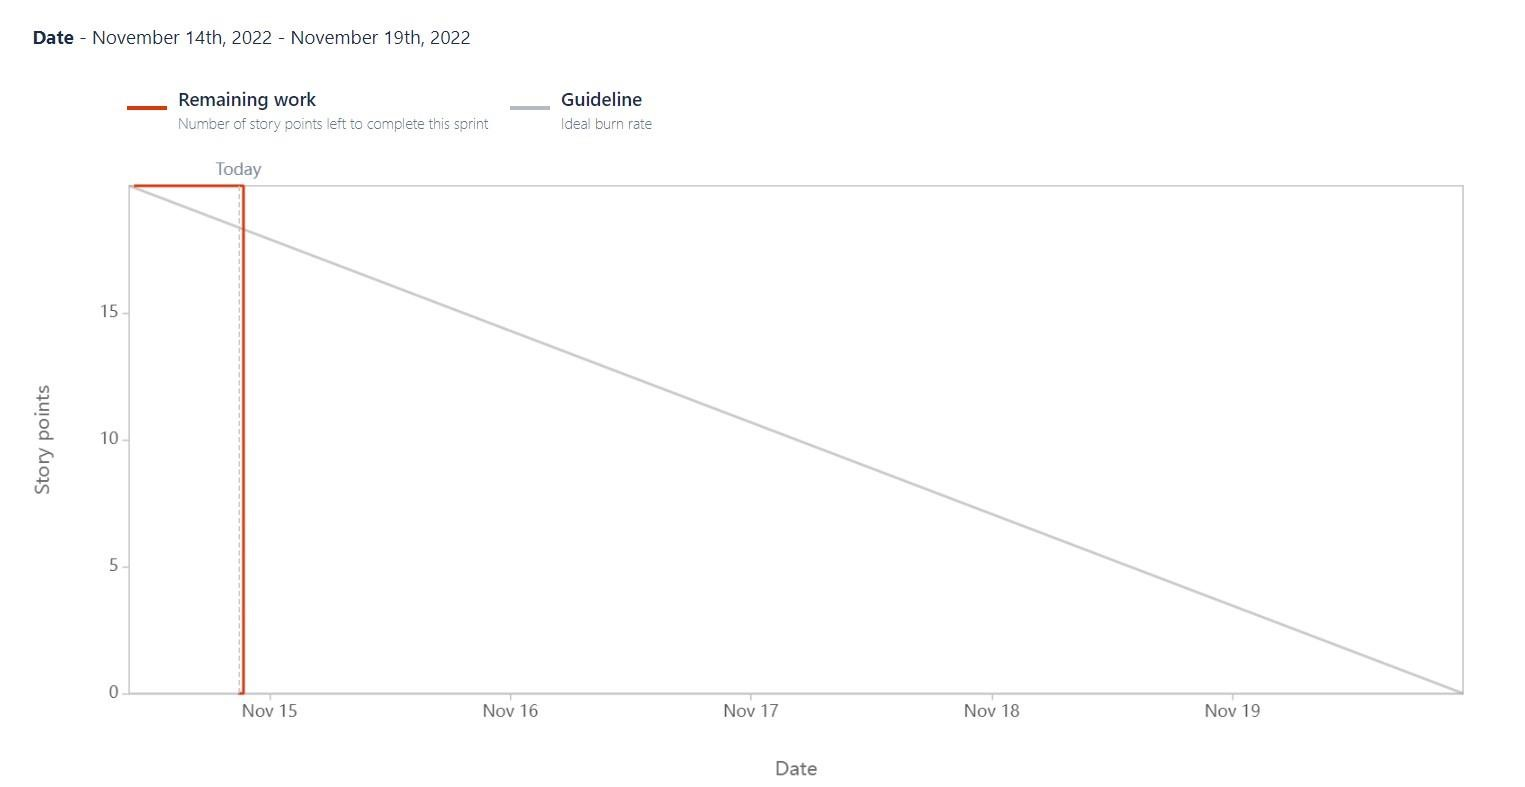 Date - November 14th, 2022 - November 19th, 2022
Remaining work
Number of story points left to complete this sprint
Guideline
Ideal burn rate
Today
15
10
5
0
Story points
Nov 15
Nov 16
Nov 17
Nov 18
Nov 19
Date